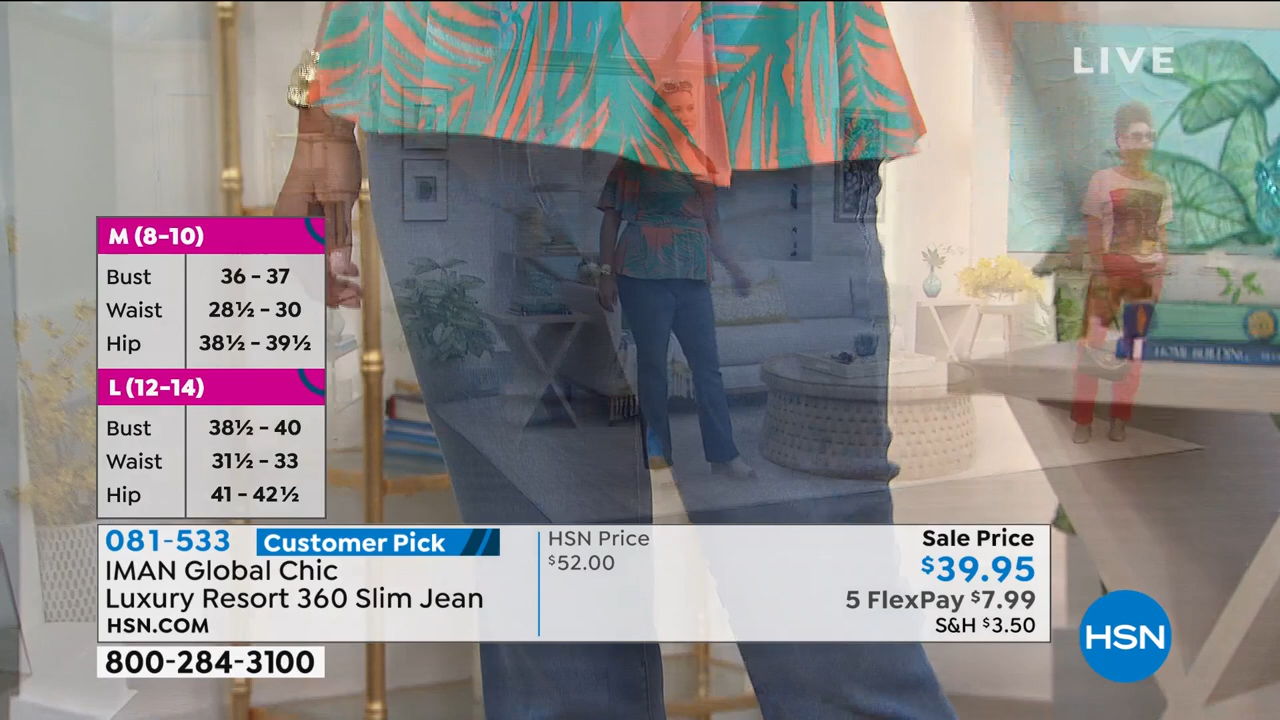 LIVE
M (8-10)
Bust 36 - 37
Waist 28½ - 30
Hip 38½ - 39½
L (12-14)
Bust 38½ - 40
Waist 31½ - 33
Hip 41 - 42½
081-533 Customer Pick
IMAN Global Chic
Luxury Resort 360 Slim Jean
HSN.COM
HSN Price
$52.00
Sale Price
$39.95
5 FlexPay $7.99
S&H $3.50
800-284-3100
HSN
HOME BUILDING